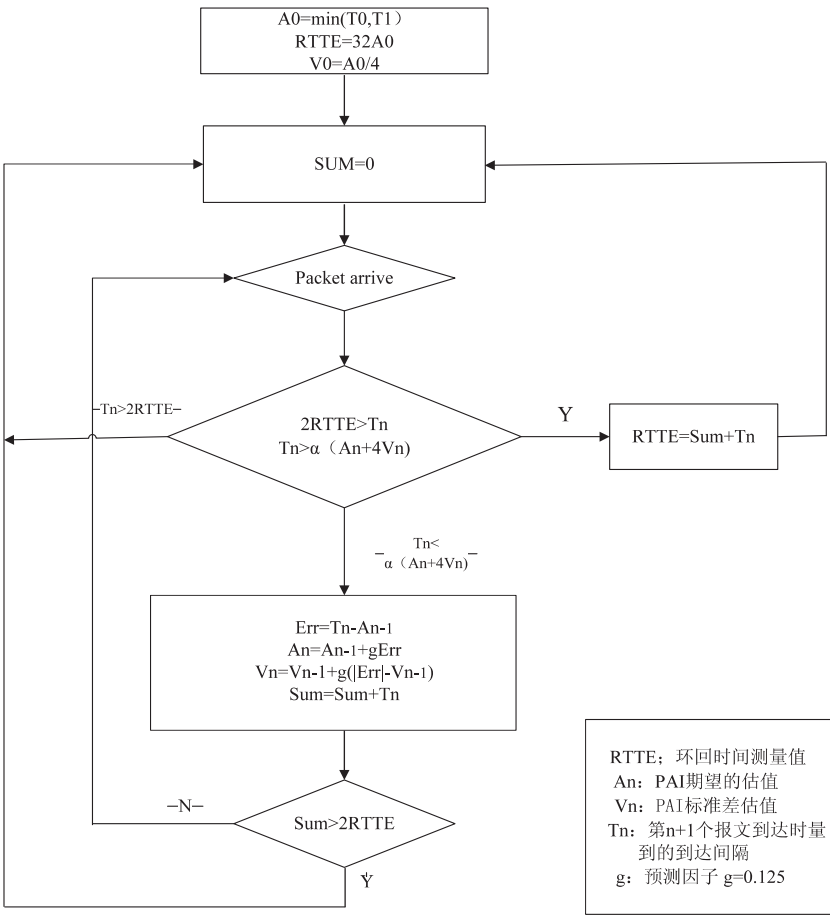 A0=min(T0,T1）
RTTE=32A0
V0=A0/4
SUM=0
Packet arrive
Tn>2RTTE
2RTTE>Tn
Tn>α（An+4Vn)
Y
RTTE=Sum+Tn
Tn<
α（An+4Vn)
Err=Tn-An-1
An=An-1+gErr
Vn=Vn-1+g(|Err|-Vn-1)
Sum=Sum+Tn
N
Sum>2RTTE
Y
RTTE；环回时间测量值
An：PAI期望的估值
Vn：PAI标准差估值
Tn：第n+1个报文到达时量
到的到达间隔
g：预测因子 g=0.125